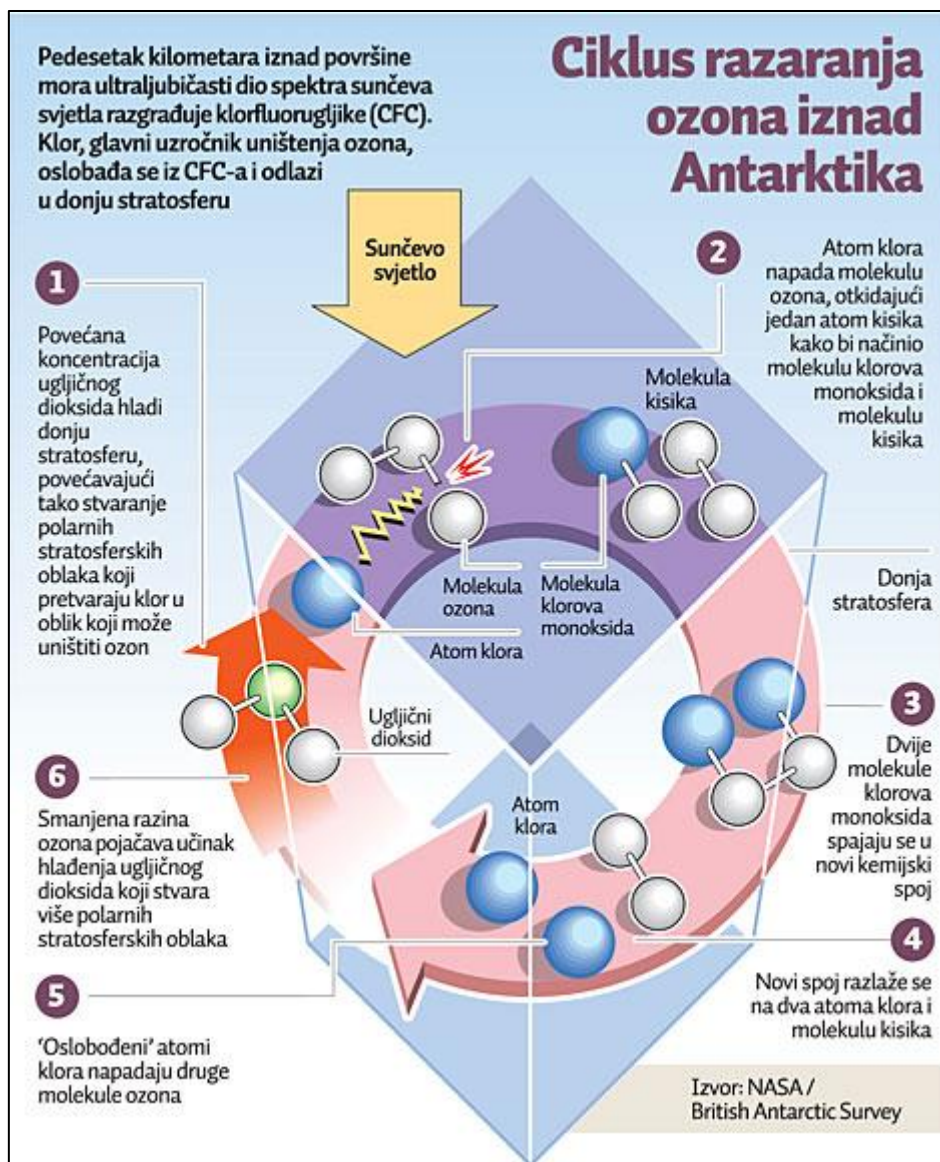 Pedesetak kilometara iznad površine
mora ultraljubičasti dio spektra sunčeva
svjetla razgrađuje klorfluorugljike (CFC).
Klor, glavni uzročnik uništenja ozona,
oslobađa se iz CFC-a i odlazi
u donju stratosferu
Ciklus razaranja
ozona iznad
Antarktika
Sunčevo
svjetlo
1
Povećana
koncentracija
ugljičnog
dioksida hladi
donju
stratosferu,
povećavajući
tako stvaranje
polarnih
stratosferskih
oblaka koji
pretvaraju klor u
oblik koji može
uništiti ozon
2
Atom klora
napada molekulu
ozona, otkidajući
jedan atom kisika
kako bi načinio
molekulu klorova
monoksida i
molekulu
kisika
Molekula
kisika
Molekula
ozona
Molekula
klorova
monoksida
Atom klora
Donja
stratosfera
Ugljični
dioksid
3
Dvije
molekule
klorova
monoksida
spajaju se u
novi kemijski
spoj
Atom
klora
4
Novi spoj razlaže se
na dva atoma klora i
molekulu kisika
5
'Oslobođeni' atomi
klora napadaju druge
molekule ozona
6
Smanjena razina
ozona pojačava učinak
hlađenja ugljičnog
dioksida koji stvara
više polarnih
stratosferskih oblaka
Izvor: NASA /
British Antarctic Survey